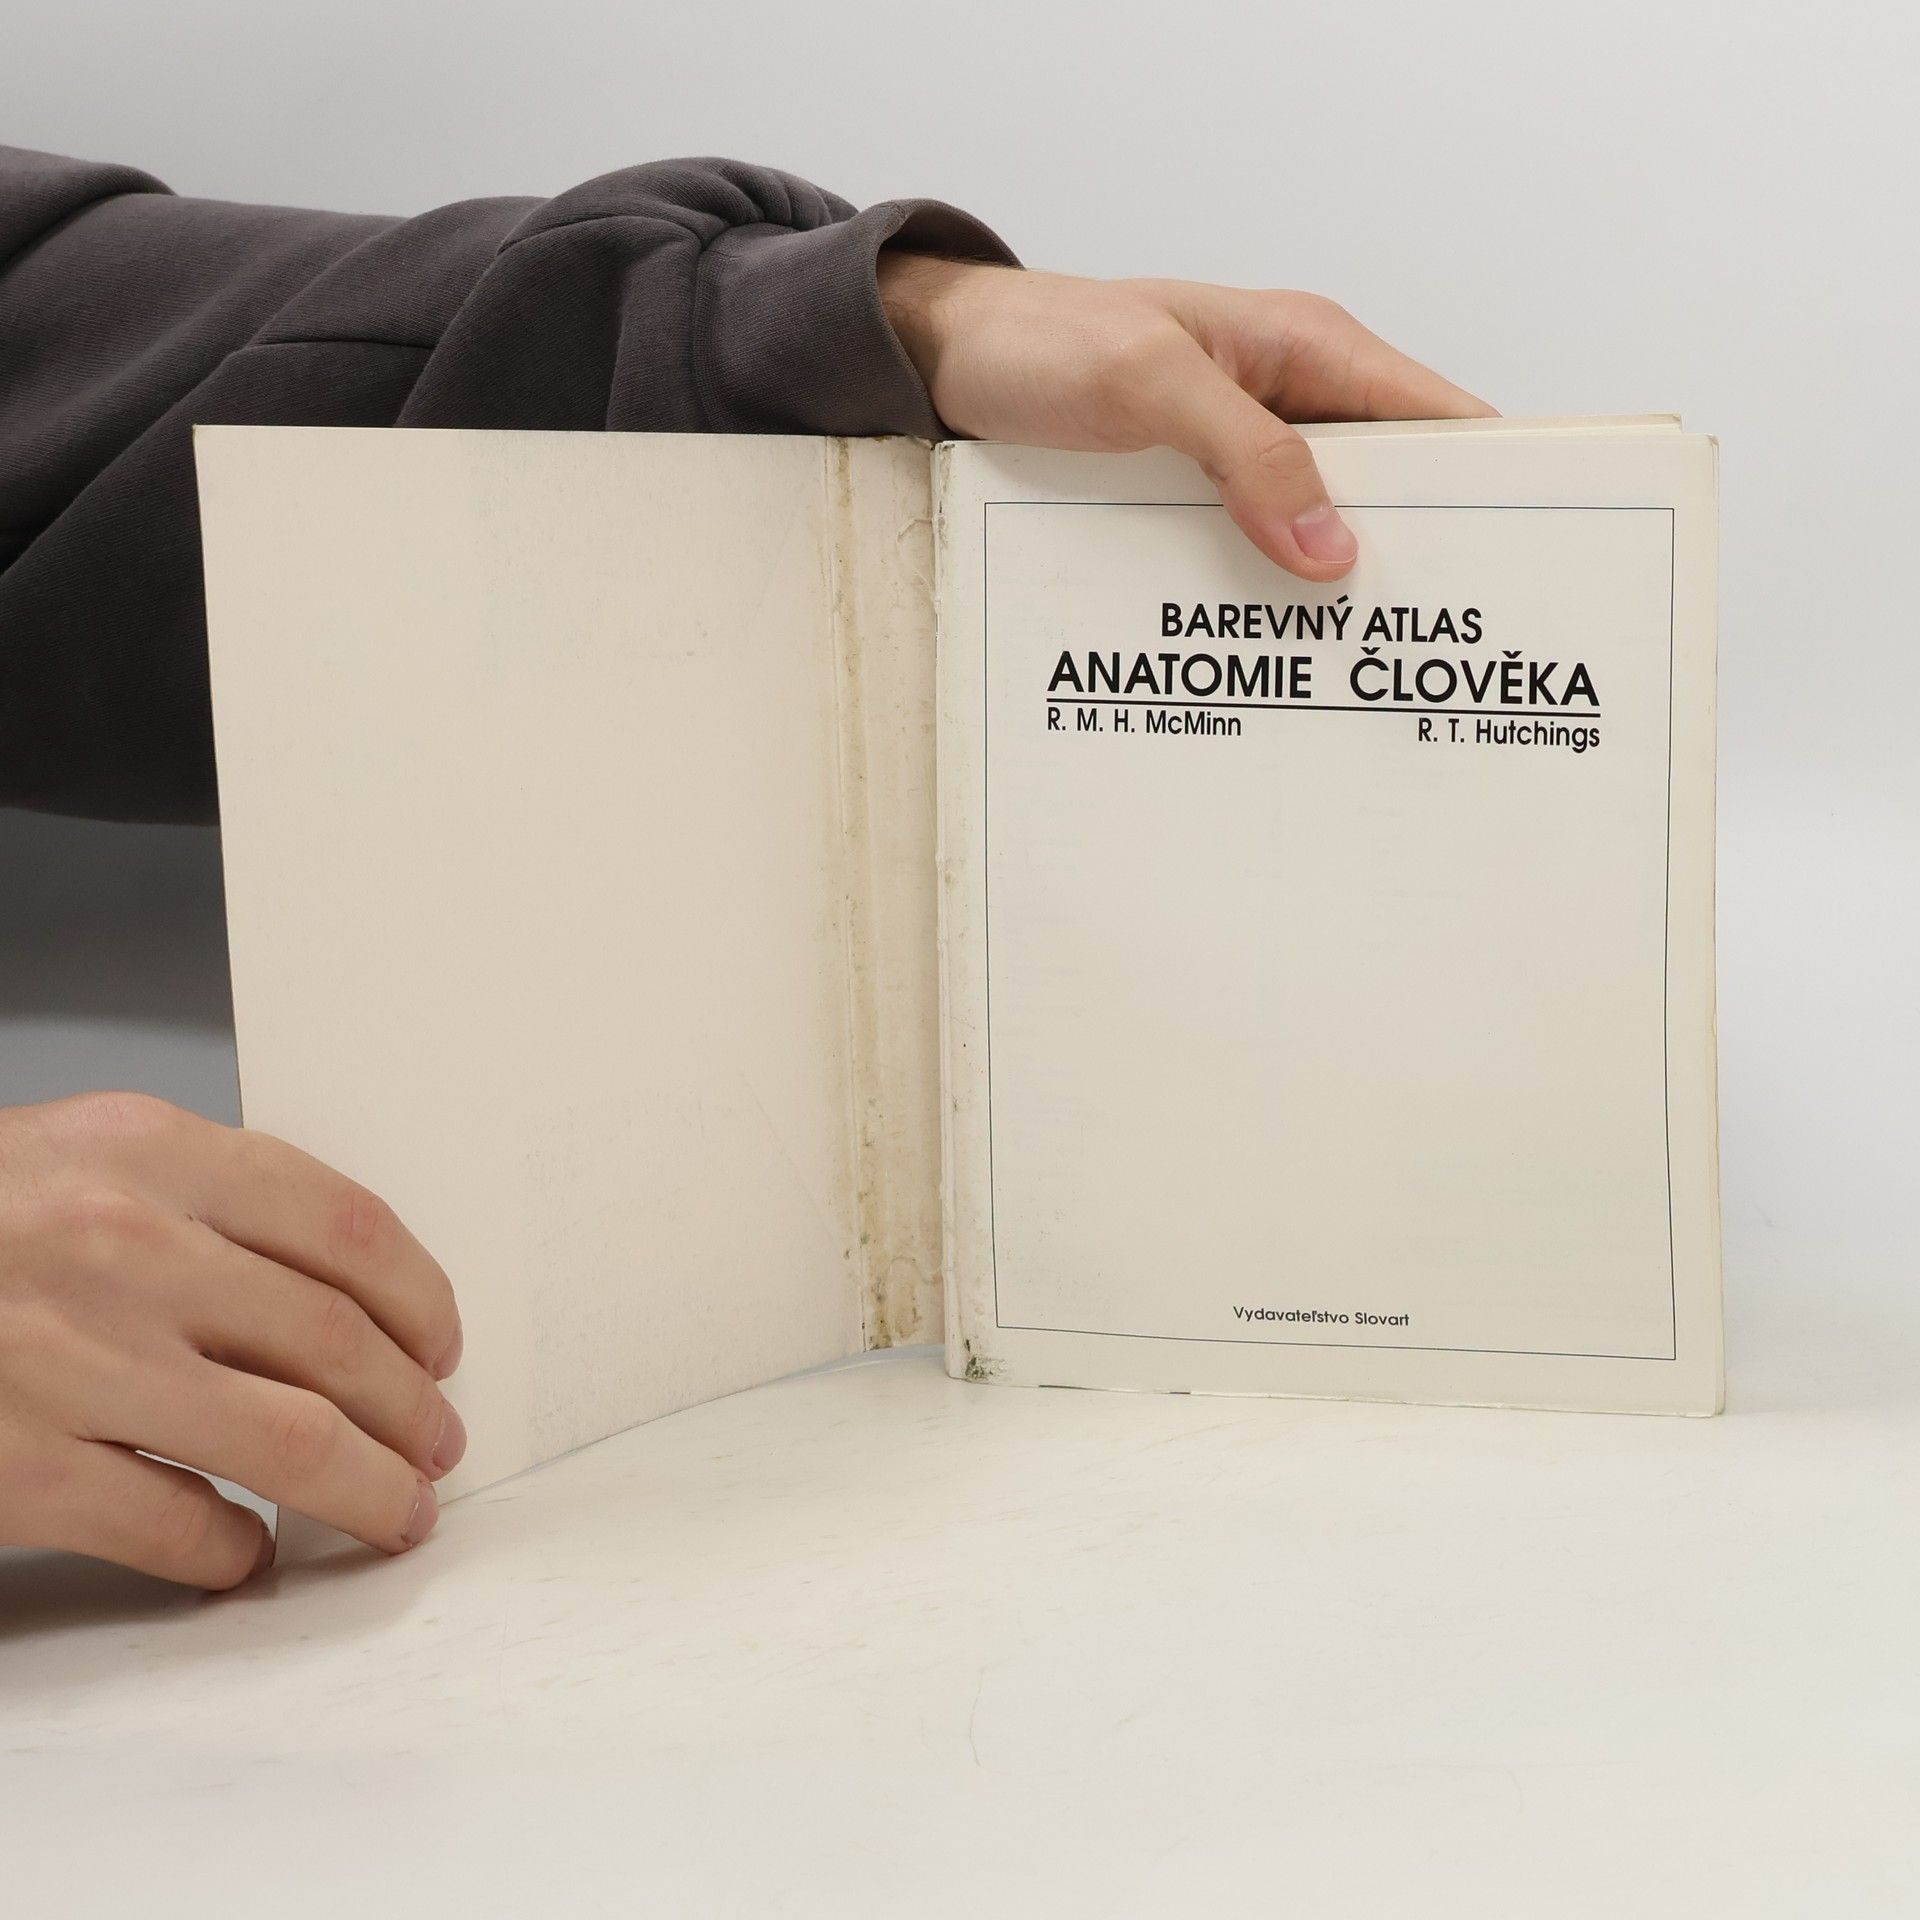 BAREVNÝ ATLAS
ANATOMIE ČLOVĚKA
R. M. H. McMinn R. T. Hutchings
Vydavateľstvo Slovart